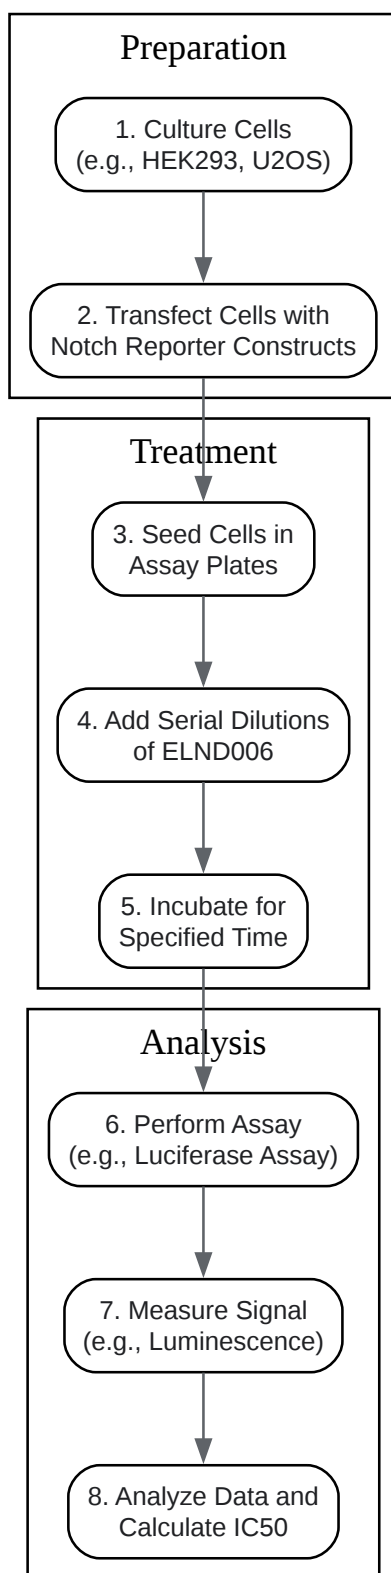 Preparation
1. Culture Cells
(e.g., HEK293, U2OS)
2. Transfect Cells with
Notch Reporter Constructs
Treatment
3. Seed Cells in
Assay Plates
4. Add Serial Dilutions
of ELND006
5. Incubate for
Specified Time
Analysis
6. Perform Assay
(e.g., Luciferase Assay)
7. Measure Signal
(e.g., Luminescence)
8. Analyze Data and
Calculate IC50